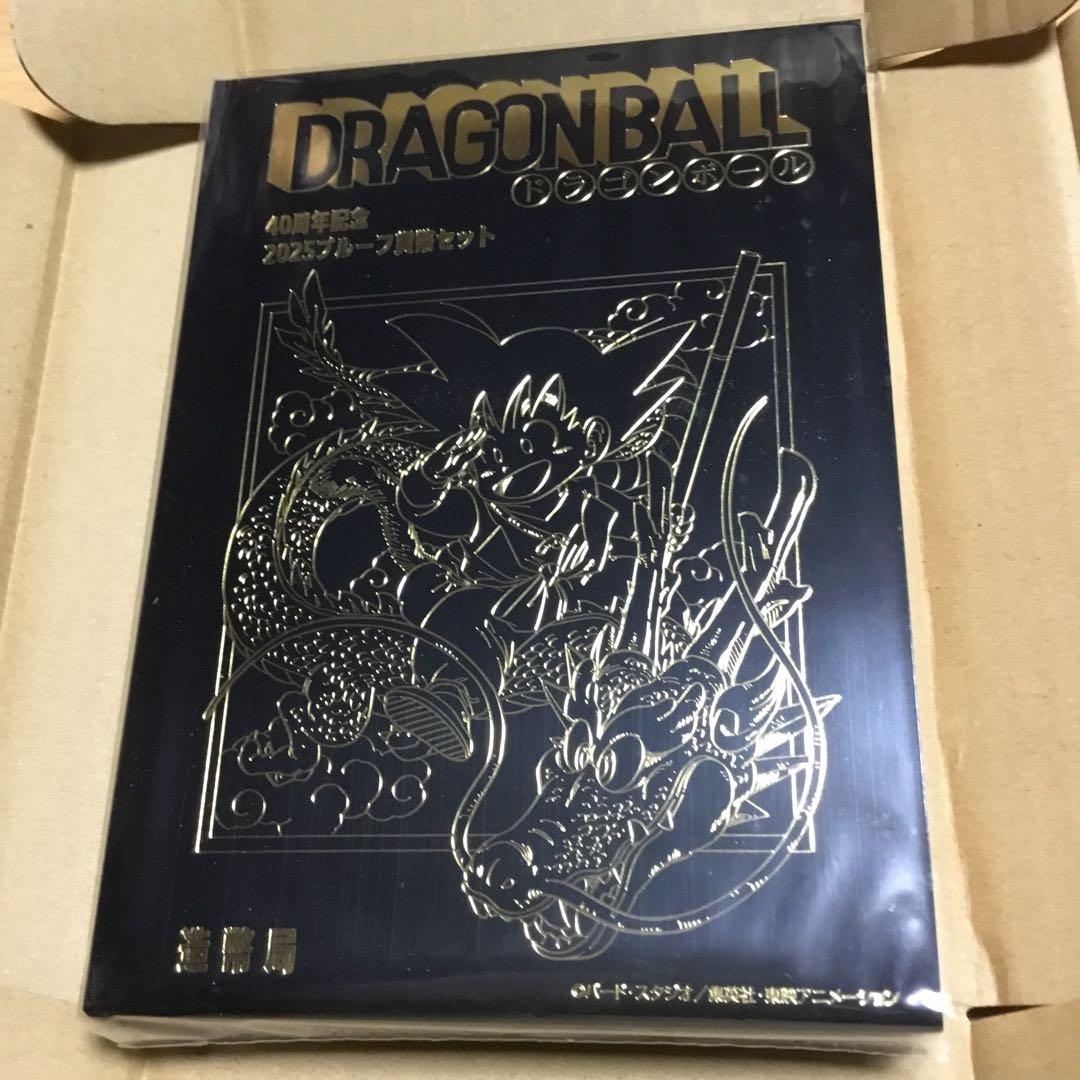 DRAGON BALL
ドラゴンボール
40周年記念
2025プルーフ貨幣セット
造幣局
©バード・スタジオ／集英社・東映アニメーション